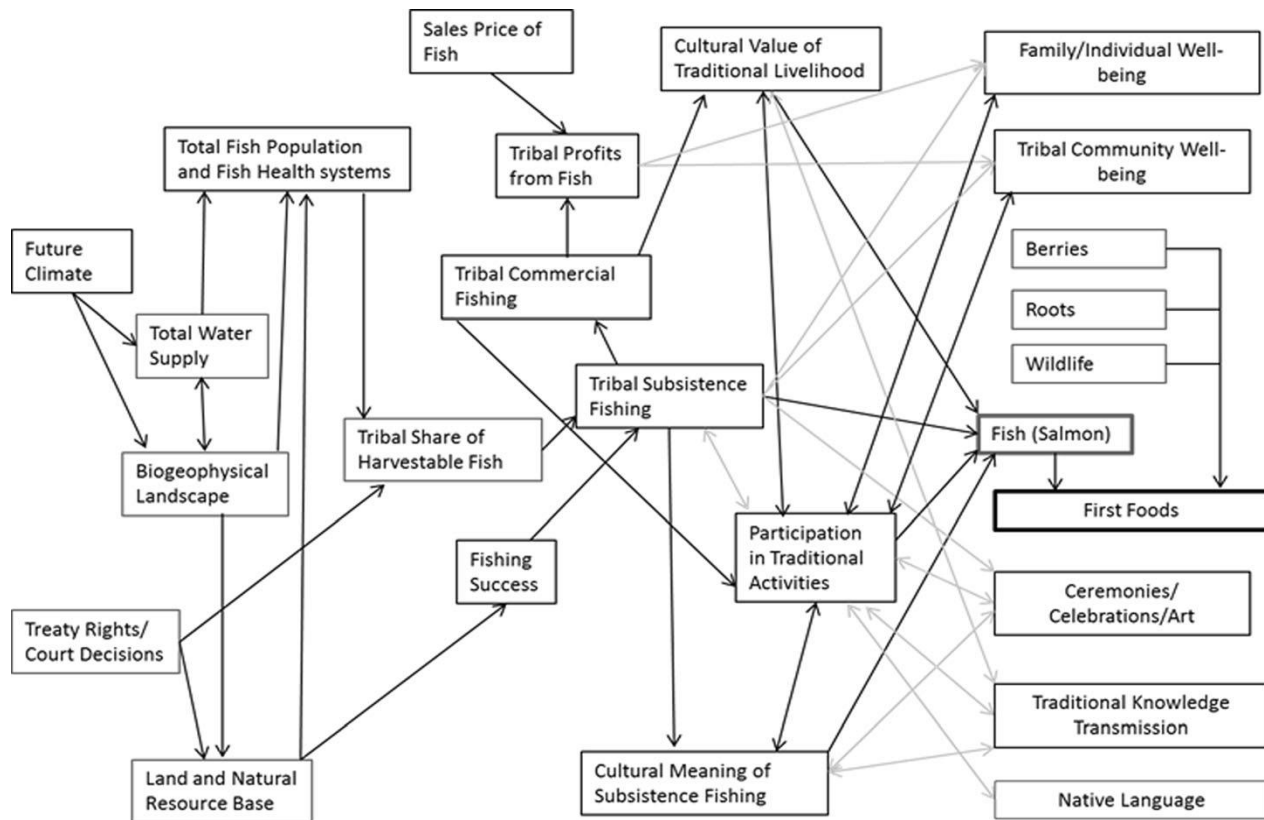 Sales Price of
Fish
Cultural Value of
Traditional Livelihood
Family/Individual Well-
being
Total Fish Population
and Fish Health systems
Tribal Profits
from Fish
Tribal Community Well-
being
Future
Climate
Tribal Commercial
Fishing
Berries
Roots
Wildlife
Total Water
Supply
Tribal Subsistence
Fishing
Tribal Share of
Harvestable Fish
Fish (Salmon)
Biogeophysical
Landscape
First Foods
Participation
in Traditional
Activities
Fishing
Success
Ceremonies/
Celebrations/Art
Treaty Rights/
Court Decisions
Traditional Knowledge
Transmission
Land and Natural
Resource Base
Cultural Meaning of
Subsistence Fishing
Native Language